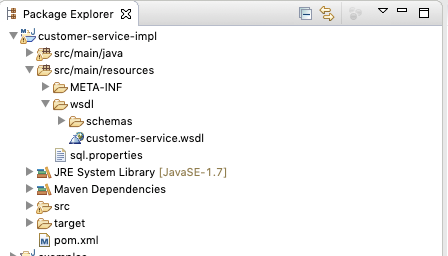 Package Explorer
customer-service-impl
src/main/java
src/main/resources
META-INF
wsdl
schemas
customer-service.wsdl
sql.properties
JRE System Library [JavaSE-1.7]
Maven Dependencies
src
target
pom.xml